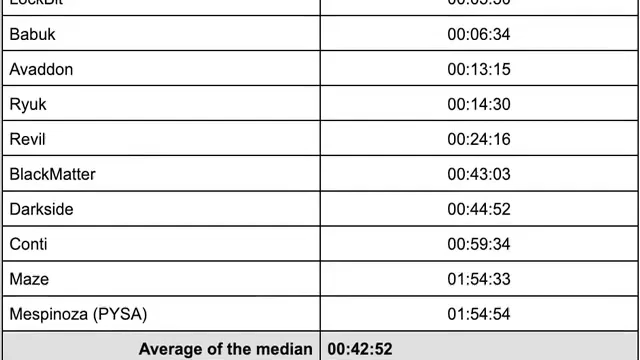 LockBit 00:05:50
Babuk 00:06:34
Avaddon 00:13:15
Ryuk 00:14:30
Revil 00:24:16
BlackMatter 00:43:03
Darkside 00:44:52
Conti 00:59:34
Maze 01:54:33
Mespinoza (PYSA) 01:54:54
Average of the median 00:42:52